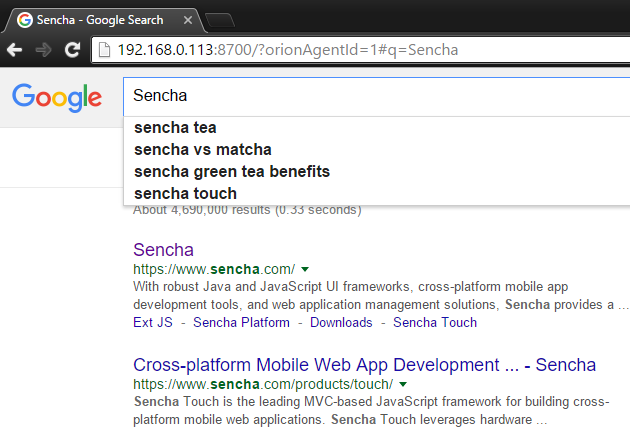 Sencha - Google Search
192.168.0.113:8700/?orionAgentId=1#q=Sencha
Google
Sencha
sencha tea
sencha vs matcha
sencha green tea benefits
sencha touch
About 4,690,000 results (0.33 seconds)
Sencha
https://www.sencha.com/
With robust Java and JavaScript UI frameworks, cross-platform mobile app
development tools, and web application management solutions, Sencha provides a ...
Ext JS - Sencha Platform - Downloads - Sencha Touch
Cross-platform Mobile Web App Development ... - Sencha
https://www.sencha.com/products/touch/
Sencha Touch is the leading MVC-based JavaScript framework for building cross-
platform mobile web applications. Sencha Touch leverages hardware ...